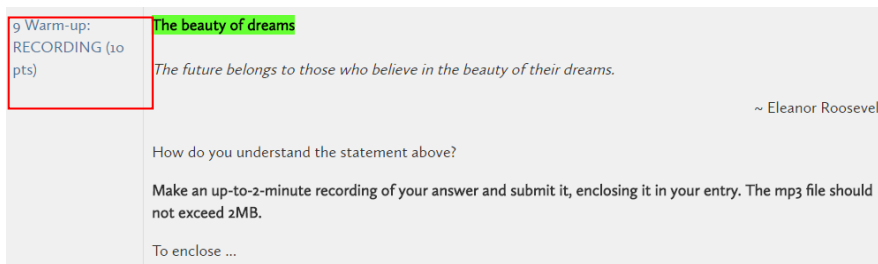 9 Warm-up:
RECORDING (10
pts)
The beauty of dreams
The future belongs to those who believe in the beauty of their dreams.
~ Eleanor Roosevel
How do you understand the statement above?
Make an up-to-2-minute recording of your answer and submit it, enclosing it in your entry. The mp3 file should
not exceed 2MB.
To enclose ...